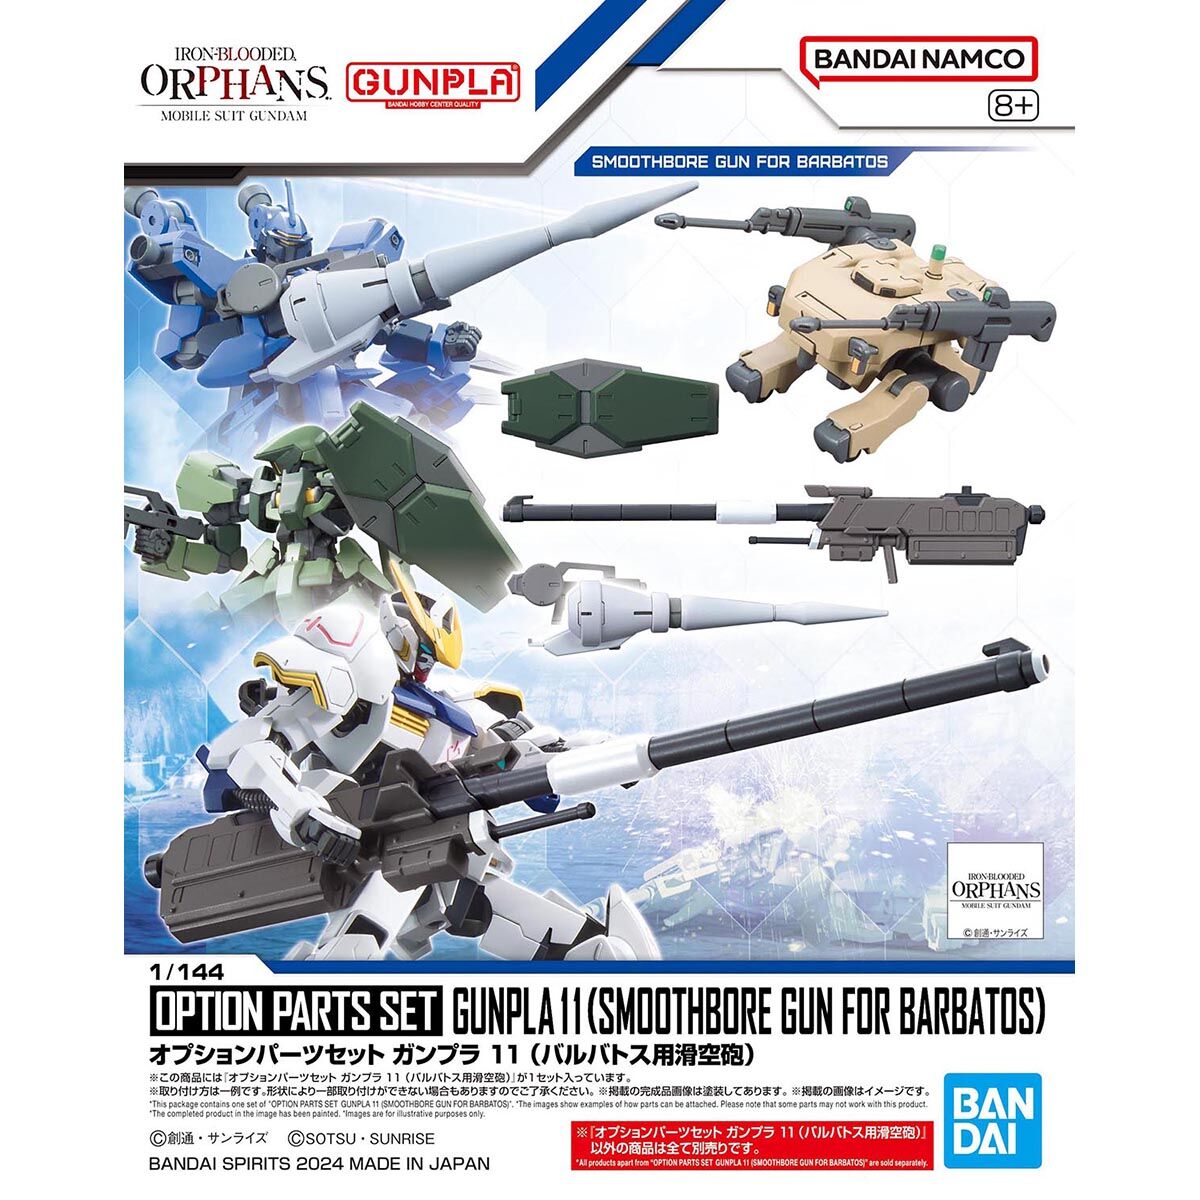 IRON-BLOODED
ORPHANS
MOBILE SUIT GUNDAM
GUNPLA
BANDAI HOBBY CENTER QUALITY
BANDAI NAMCO
8+
SMOOTHBORE GUN FOR BARBATOS
IRON-BLOODED
ORPHANS
MOBILE SUIT GUNDAM
©創通・サンライズ
1/144
OPTION PARTS SET GUNPLA 11 (SMOOTHBORE GUN FOR BARBATOS)
オプションパーツセット ガンプラ 11（バルバトス用滑空砲）
※この商品には『オプションパーツセット ガンプラ 11（バルバトス用滑空砲）』が1セット入っています。
※取り付け方は一例です。形状により一部取り付けができない場合もありますのでご了承ください。 ※掲載の完成品画像は塗装してあります。 ※掲載の画像はイメージです。
*This package contains one set of "OPTION PARTS SET GUNPLA 11 (SMOOTHBORE GUN FOR BARBATOS)". *The images show examples of how parts can be attached. Please note that some parts may not work with this product.
*The completed product in the image has been painted. *Images are for illustrative purposes only.
©創通・サンライズ ©SOTSU・SUNRISE
BANDAI SPIRITS 2024 MADE IN JAPAN
※『オプションパーツセット ガンプラ 11（バルバトス用滑空砲）』
以外の商品は全て別売りです。
*All products apart from "OPTION PARTS SET GUNPLA 11 (SMOOTHBORE GUN FOR BARBATOS)" are sold separately.
BAN
DAI